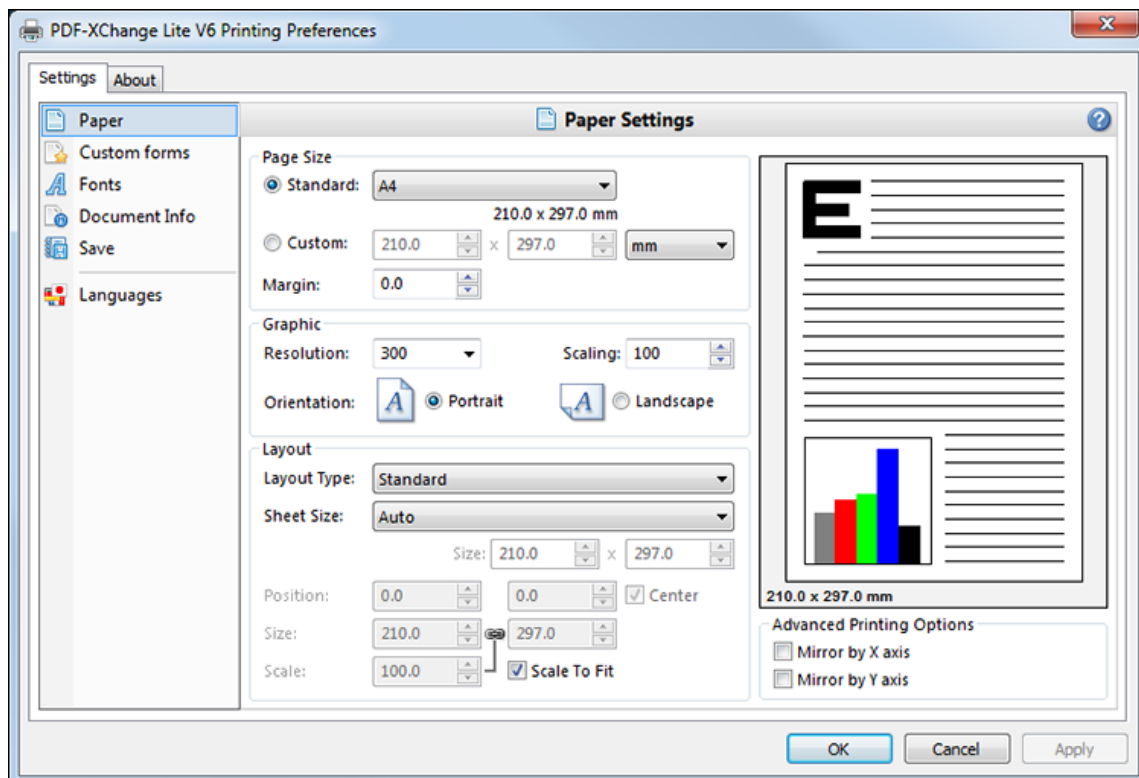 PDF-XChange Lite V6 Printing Preferences
Settings About
Paper
Custom forms
Fonts
Document Info
Save
Languages
Paper Settings
Page Size
Standard: A4
210.0 x 297.0 mm
Custom: 210.0 x 297.0 mm
Margin: 0.0
Graphic
Resolution: 300 Scaling: 100
Orientation: A Portrait A Landscape
Layout
Layout Type: Standard
Sheet Size: Auto
Size: 210.0 x 297.0
Position: 0.0 0.0 Center
Size: 210.0 297.0
Scale: 100.0 Scale To Fit
E
210.0 x 297.0 mm
Advanced Printing Options
Mirror by X axis
Mirror by Y axis
OK Cancel Apply